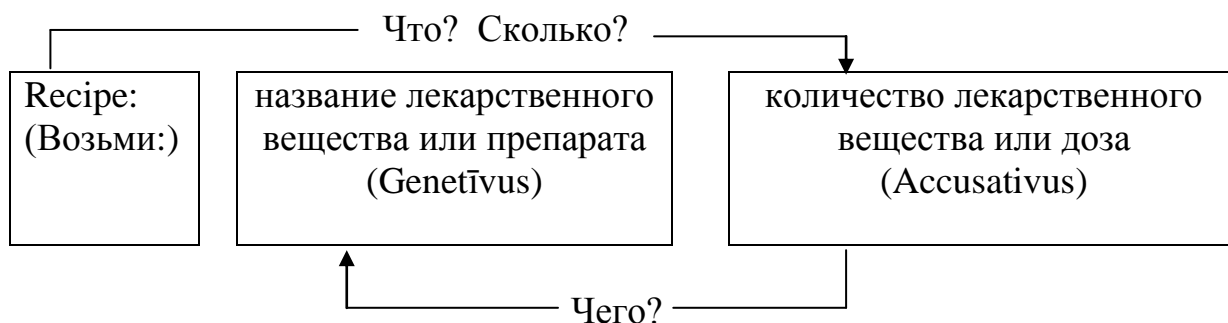 Что? Сколько?
Recipe:
(Возьми:)
название лекарственного
вещества или препарата
(Genetīvus)
количество лекарственного
вещества или доза
(Accusativus)
Чего?